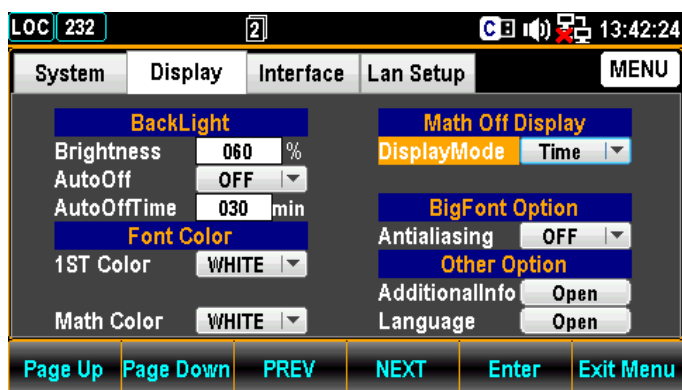 LOC 232 2 C 13:42:24
System Display Interface Lan Setup MENU
BackLight
Brightness 060 %
AutoOff OFF
AutoOffTime 030 min
Font Color
1ST Color WHITE
Math Color WHITE
Math Off Display
DisplayMode Time
BigFont Option
Antialiasing OFF
Other Option
AdditionalInfo Open
Language Open
Page Up Page Down PREV NEXT Enter Exit Menu